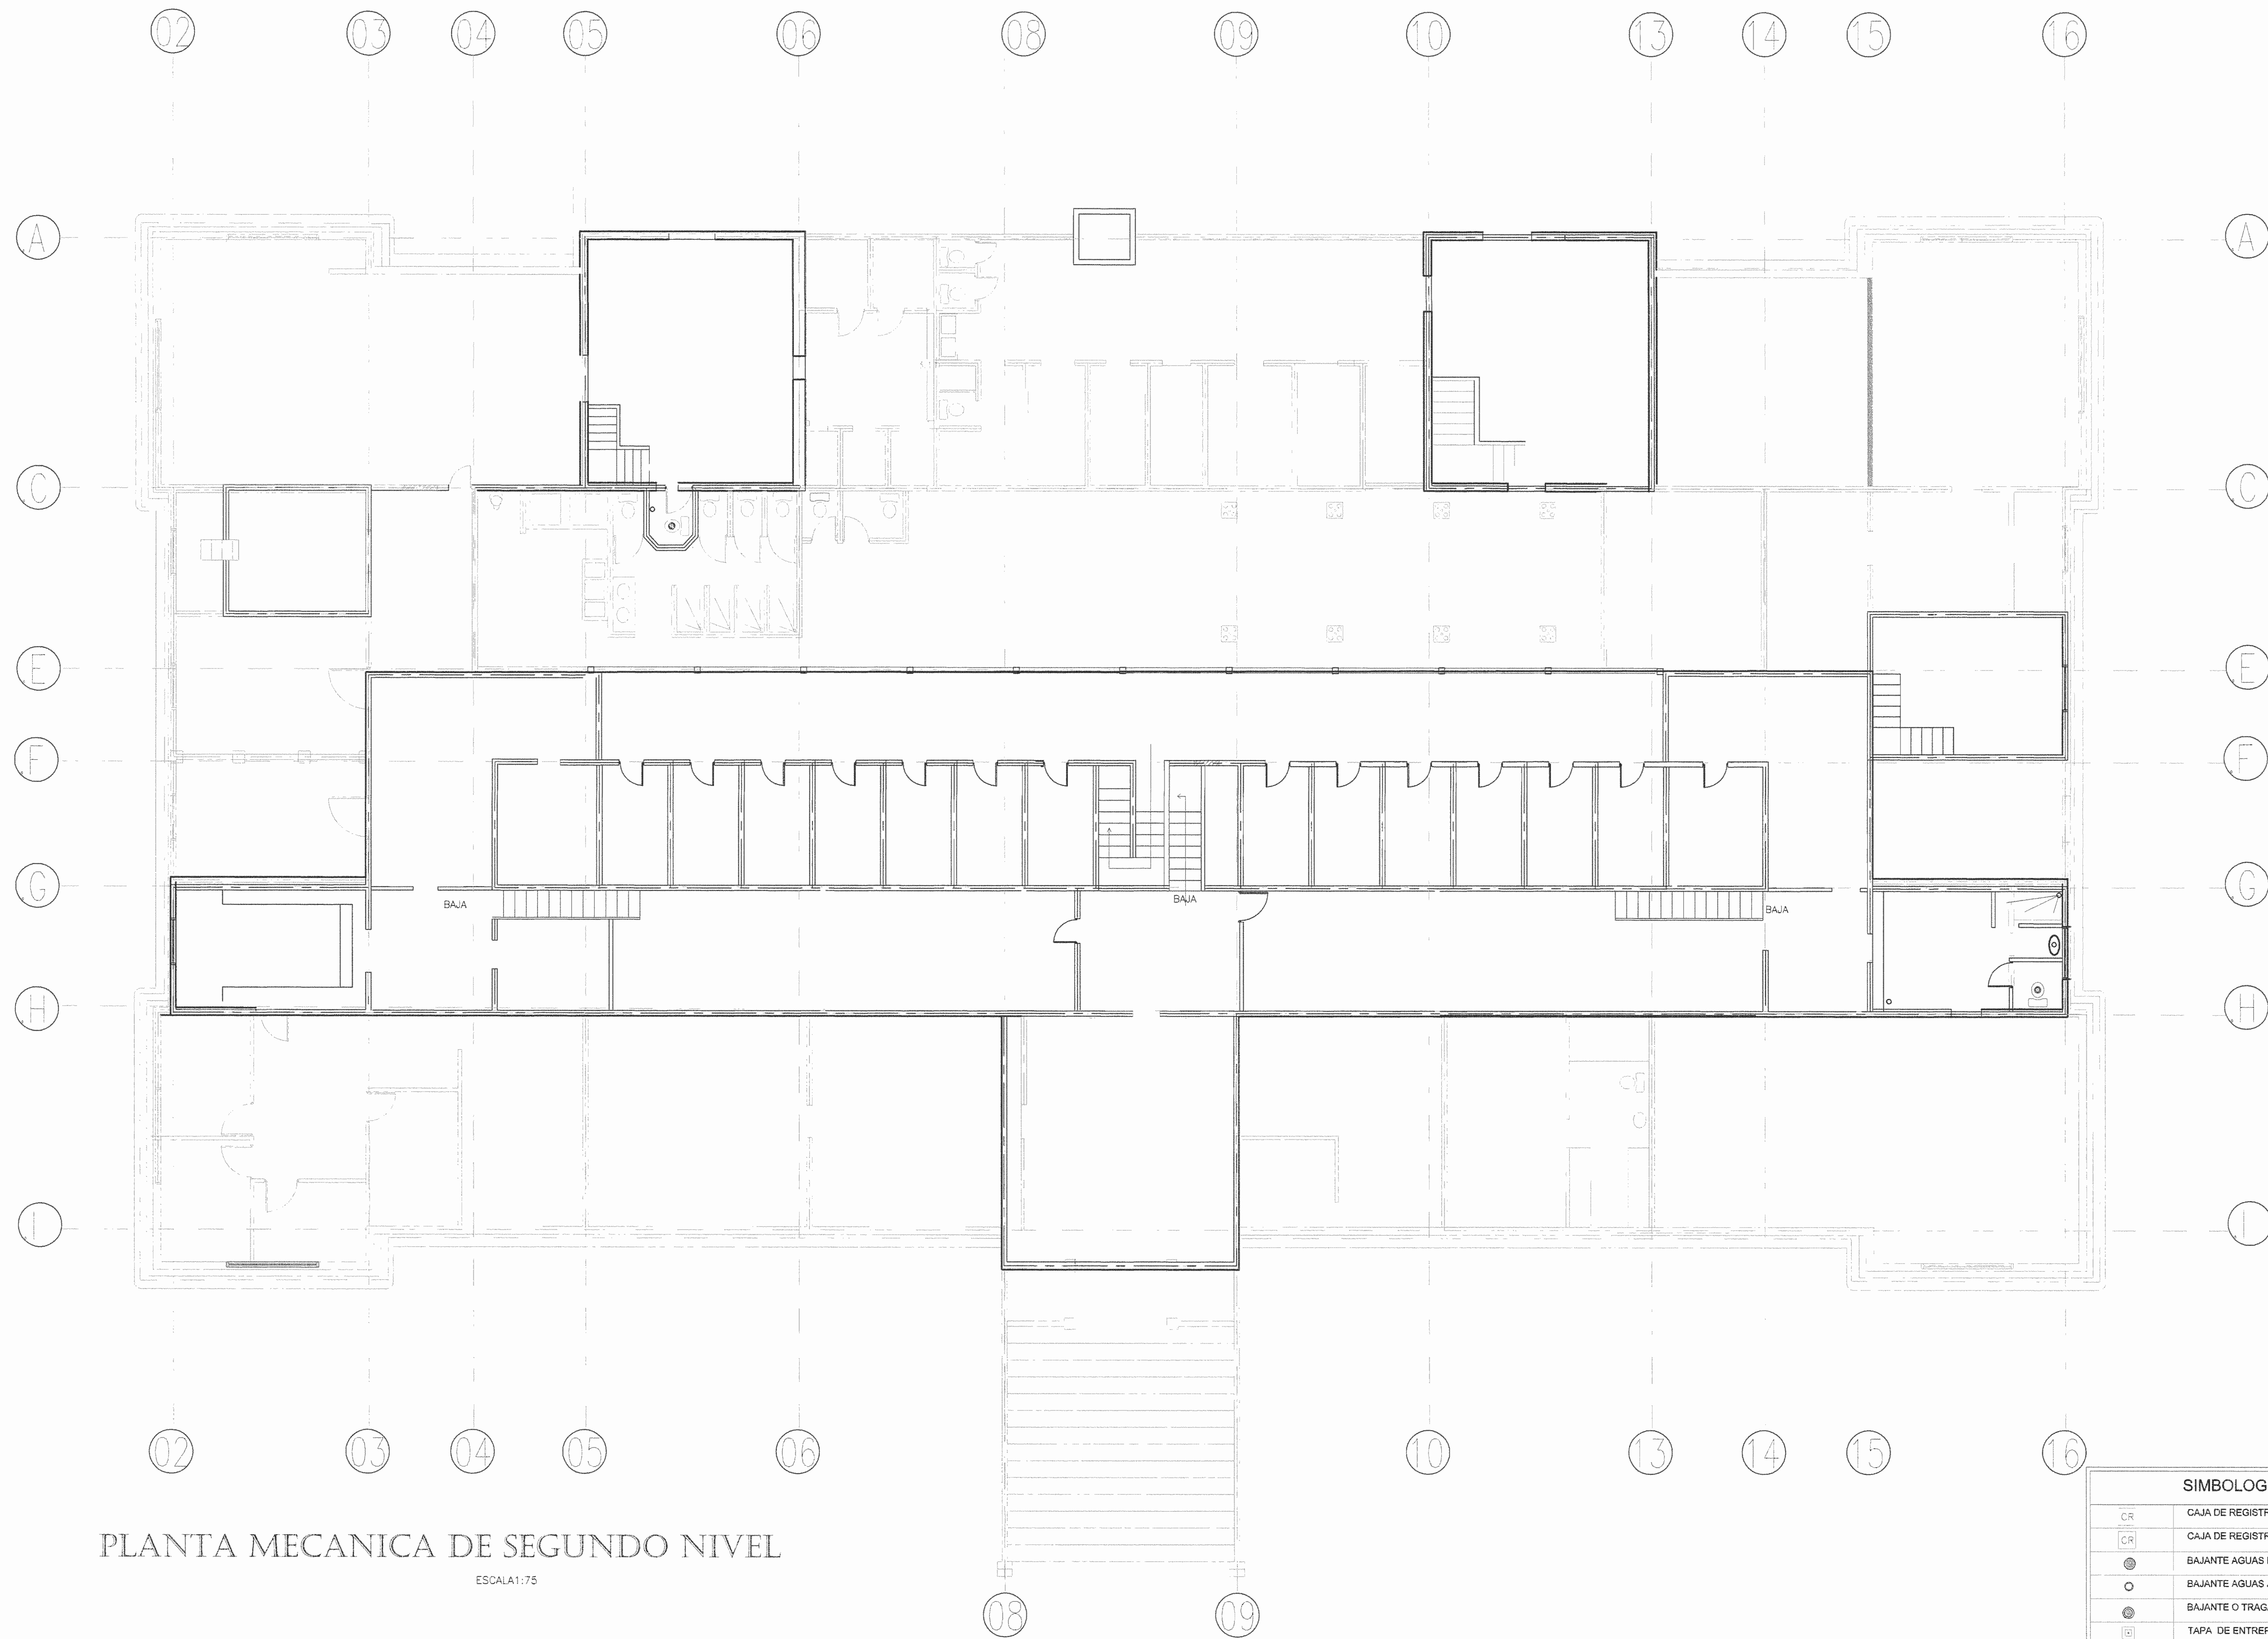 02 03 04 05 06 08 09 10 13 14 15 16
A A
C C
E E
F F
G G
BAJA BAJA BAJA
H H
I I
02 03 04 05 06 10 13 14 15 16
PLANTA MECANICA DE SEGUNDO NIVEL
ESCALA1:75
08 09
SIMBOLOG
CR CAJA DE REGISTR
CR CAJA DE REGISTR
BAJANTE AGUAS
BAJANTE AGUAS
BAJANTE O TRAG
TAPA DE ENTRE